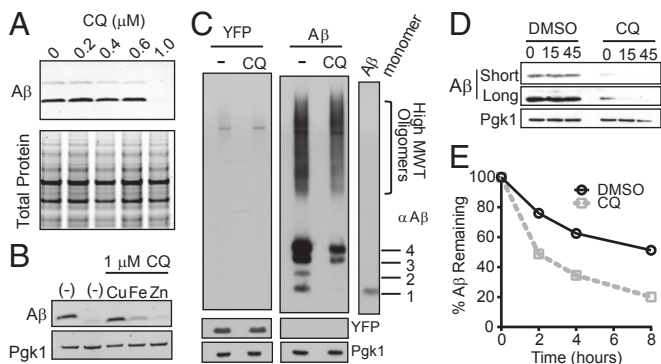 A
CQ (µM)
0 0.2 0.4 0.6 1.0
Aβ
Total Protein
B
1 µM CQ
(-) (-) Cu Fe Zn
Aβ
Pgk1
C
YFP Aβ
– CQ – CQ
Aβ monomer
High MWT
Oligomers
αAβ
4
3
2
1
YFP
Pgk1
D
DMSO CQ
0 15 45 0 15 45
Aβ
Short
Long
Pgk1
E
% Aβ Remaining
100
80
60
40
20
0
DMSO
CQ
0 2 4 6 8
Time (hours)